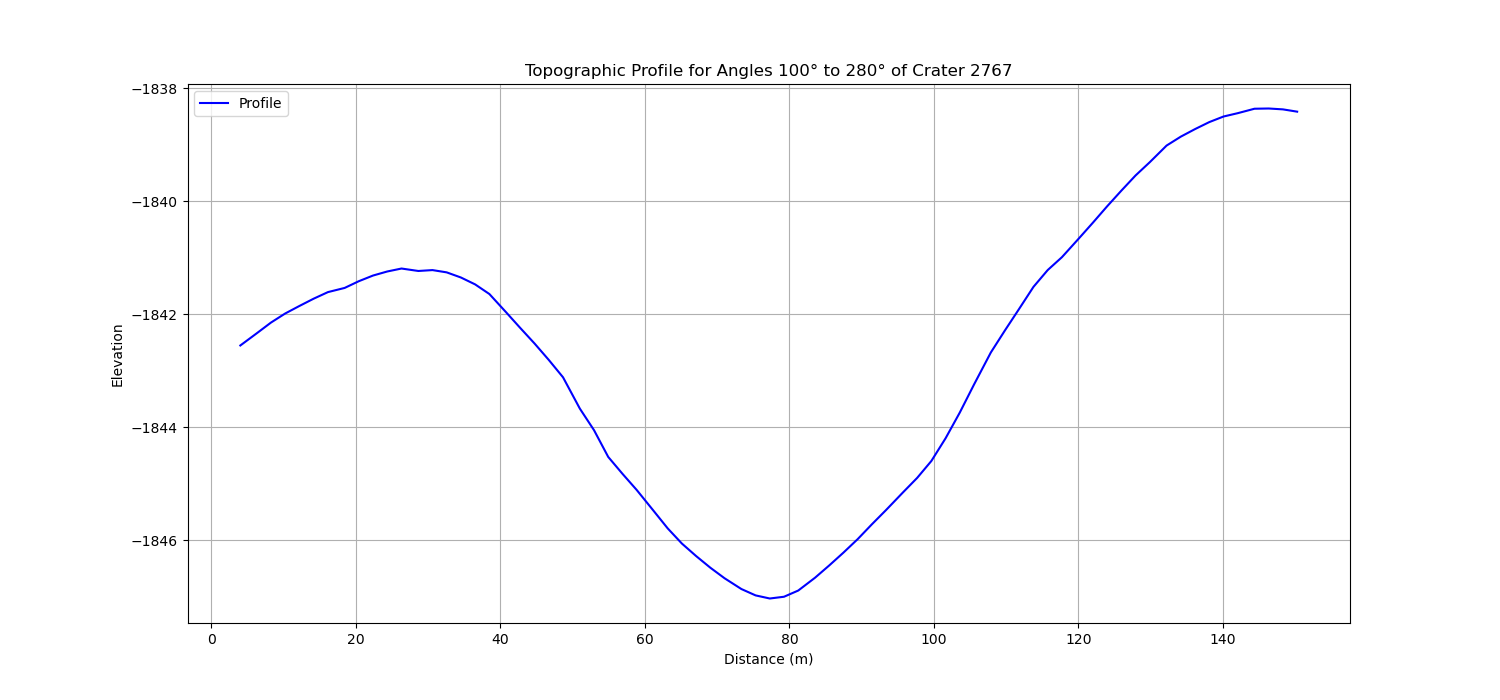 Topographic Profile for Angles 100° to 280° of Crater 2767
Profile
−1838
−1840
−1842
−1844
−1846
Elevation
0 20 40 60 80 100 120 140
Distance (m)